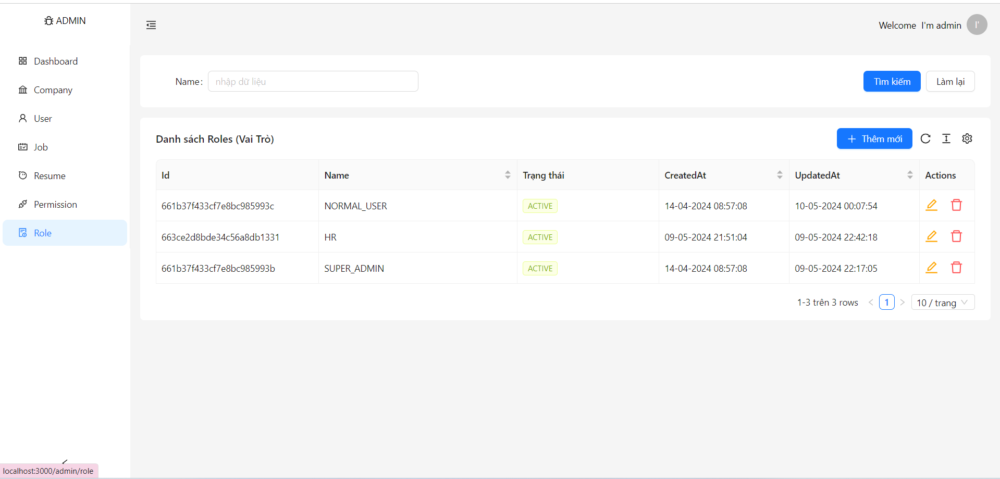 ADMIN
Welcome I'm admin I'
Dashboard
Company
User
Job
Resume
Permission
Role
Name: nhập dữ liệu
Tìm kiếm Làm lại
Danh sách Roles (Vai Trò)
Thêm mới
Id Name Trạng thái CreatedAt UpdatedAt Actions
661b37f433cf7e8bc985993c NORMAL_USER ACTIVE 14-04-2024 08:57:08 10-05-2024 00:07:54
663ce2d8bde34c56a8db1331 HR ACTIVE 09-05-2024 21:51:04 09-05-2024 22:42:18
661b37f433cf7e8bc985993b SUPER_ADMIN ACTIVE 14-04-2024 08:57:08 09-05-2024 22:17:05
1-3 trên 3 rows 1 10 / trang
localhost:3000/admin/role